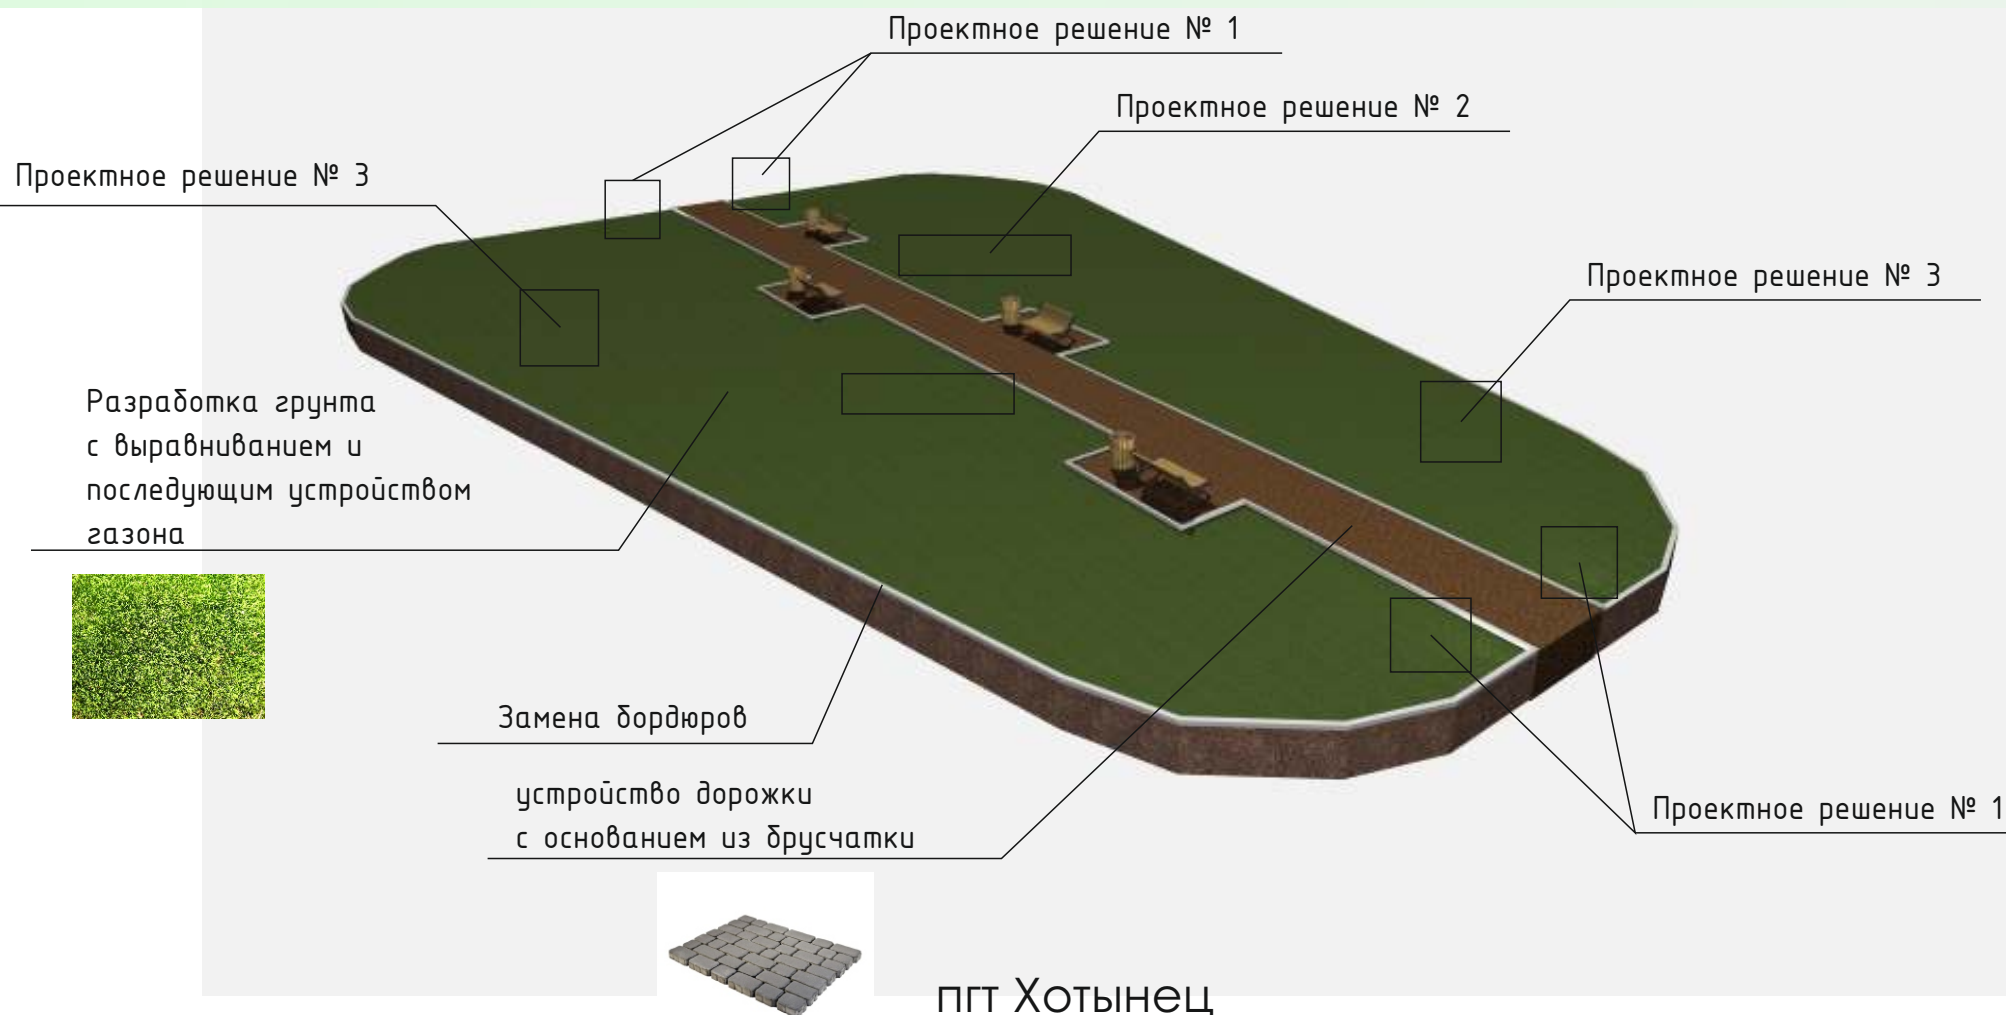 Проектное решение № 1
Проектное решение № 2
Проектное решение № 3
Проектное решение № 3
Разработка грунта
с выравниванием и
последующим устройством
газона
Замена бордюров
устройство дорожки
с основанием из брусчатки
Проектное решение № 1
пгт Хотынец